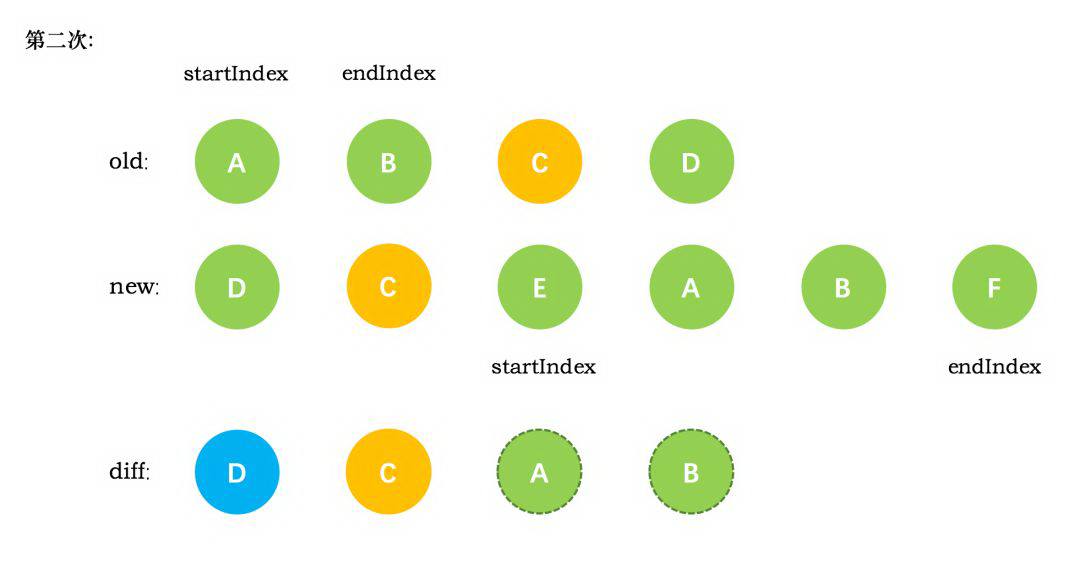 第二次:
startIndex endIndex
old: A B C D
new: D C E A B F
startIndex endIndex
diff: D C A B